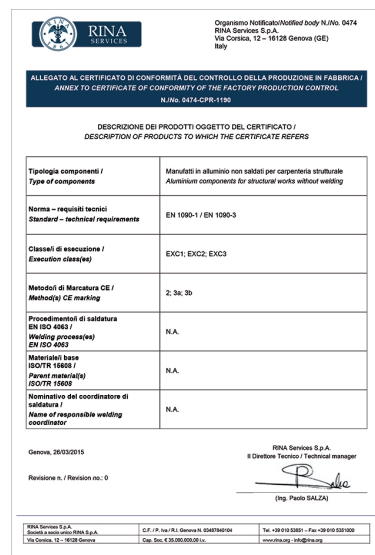 RINA
SERVICES
Organismo Notificato/Notified body N./No. 0474
RINA Services S.p.A.
Via Corsica, 12 – 16128 Genova (GE)
Italy
ALLEGATO AL CERTIFICATO DI CONFORMITÀ DEL CONTROLLO DELLA PRODUZIONE IN FABBRICA /
ANNEX TO CERTIFICATE OF CONFORMITY OF THE FACTORY PRODUCTION CONTROL
N./No. 0474-CPR-1190
DESCRIZIONE DEI PRODOTTI OGGETTO DEL CERTIFICATO /
DESCRIPTION OF PRODUCTS TO WHICH THE CERTIFICATE REFERS
Tipologia componenti /
Type of components
Manufatti in alluminio non saldati per carpenteria strutturale
Aluminium components for structural works without welding
Norma – requisiti tecnici
Standard – technical requirements
EN 1090-1 / EN 1090-3
Classe/i di esecuzione /
Execution class(es)
EXC1; EXC2; EXC3
Metodo/i di Marcatura CE /
Method(s) CE marking
2; 3a; 3b
Procedimento/i di saldatura
EN ISO 4063 /
Welding process(es)
EN ISO 4063
N.A.
Materiale/i base
ISO/TR 15608 /
Parent material(s)
ISO/TR 15608
N.A.
Nominativo del coordinatore di
saldatura /
Name of responsible welding
coordinator
N.A.
Genova, 26/03/2015
Revisione n. / Revision no.: 0
RINA Services S.p.A.
Il Direttore Tecnico / Technical manager
(Ing. Paolo SALZA)
RINA Services S.p.A.
Società a socio unico RINA S.p.A.
Via Corsica, 12 – 16128 Genova
C.F. / P. Iva / R.I. Genova N. 03487840104
Cap. Soc. € 35.000.000,00 i.v.
Tel. +39 010 53851 – Fax +39 010 5351000
www.rina.org - info@rina.org